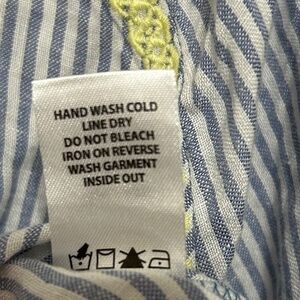 HAND WASH COLD
LINE DRY
DO NOT BLEACH
IRON ON REVERSE
WASH GARMENT
INSIDE OUT